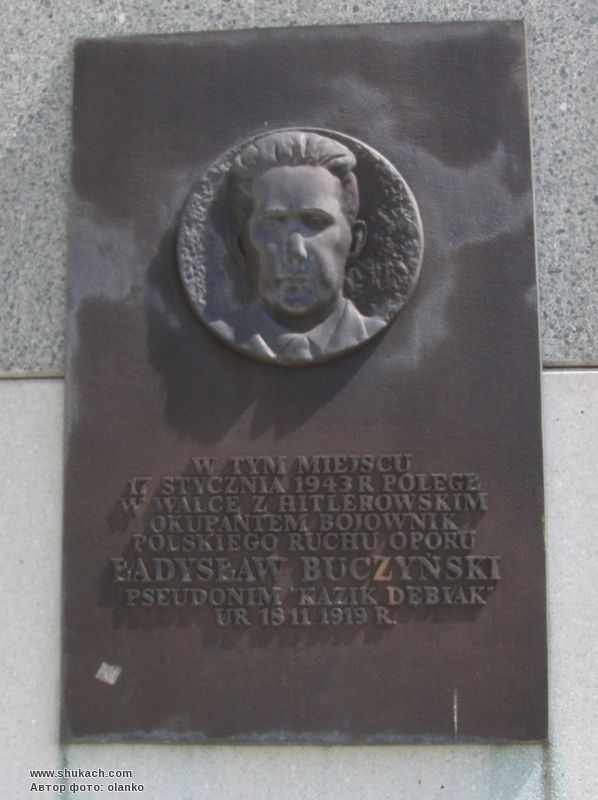 W TYM MIEJSCU
17 STYCZNIA 1943 R POLEGŁ
W WALCE Z HITLEROWSKIM
OKUPANTEM BOJOWNIK
POLSKIEGO RUCHU OPORU
ŁADYSŁAW BUCZYŃSKI
PSEUDONIM "KAZIK DĘBIAK"
UR 18 11 1919 R.
www.shukach.com
Автор фото: olanko